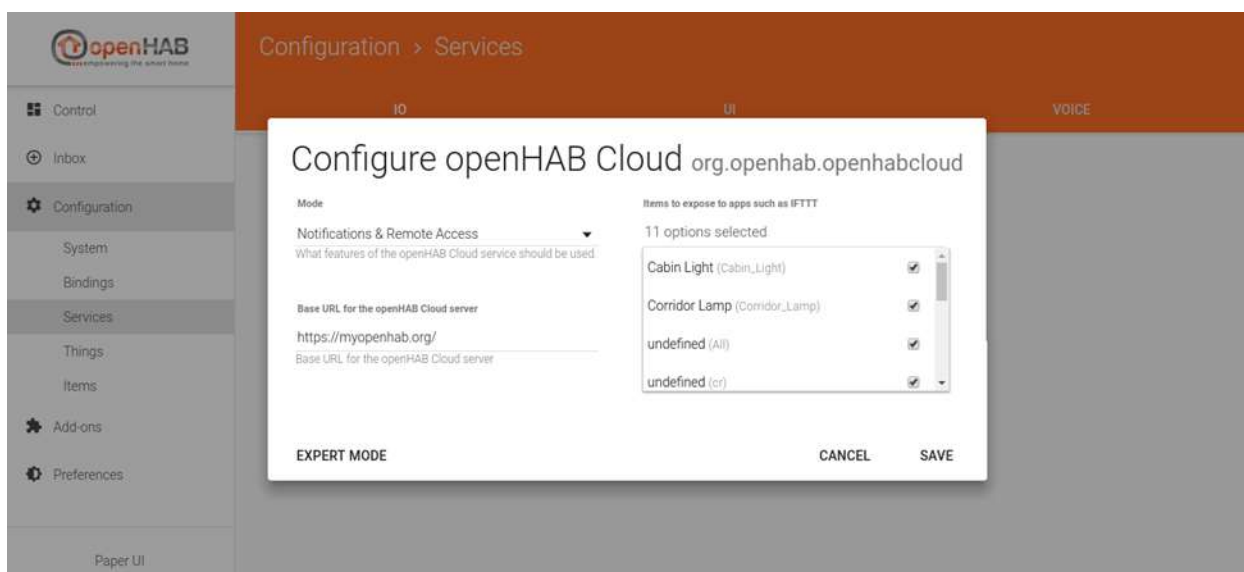 openHAB
empowering the smart home
Configuration > Services
Control
IO
UI
VOICE
Inbox
Configuration
System
Bindings
Services
Things
Items
Add-ons
Preferences
Paper UI
Configure openHAB Cloud org.openhab.openhabcloud
Mode
Notifications & Remote Access
What features of the openHAB Cloud service should be used.
Base URL for the openHAB Cloud server
https://myopenhab.org/
Base URL for the openHAB Cloud server
Items to expose to apps such as IFTTT
11 options selected
Cabin Light (Cabin_Light)
Corridor Lamp (Corridor_Lamp)
undefined (All)
undefined (cr)
EXPERT MODE
CANCEL
SAVE